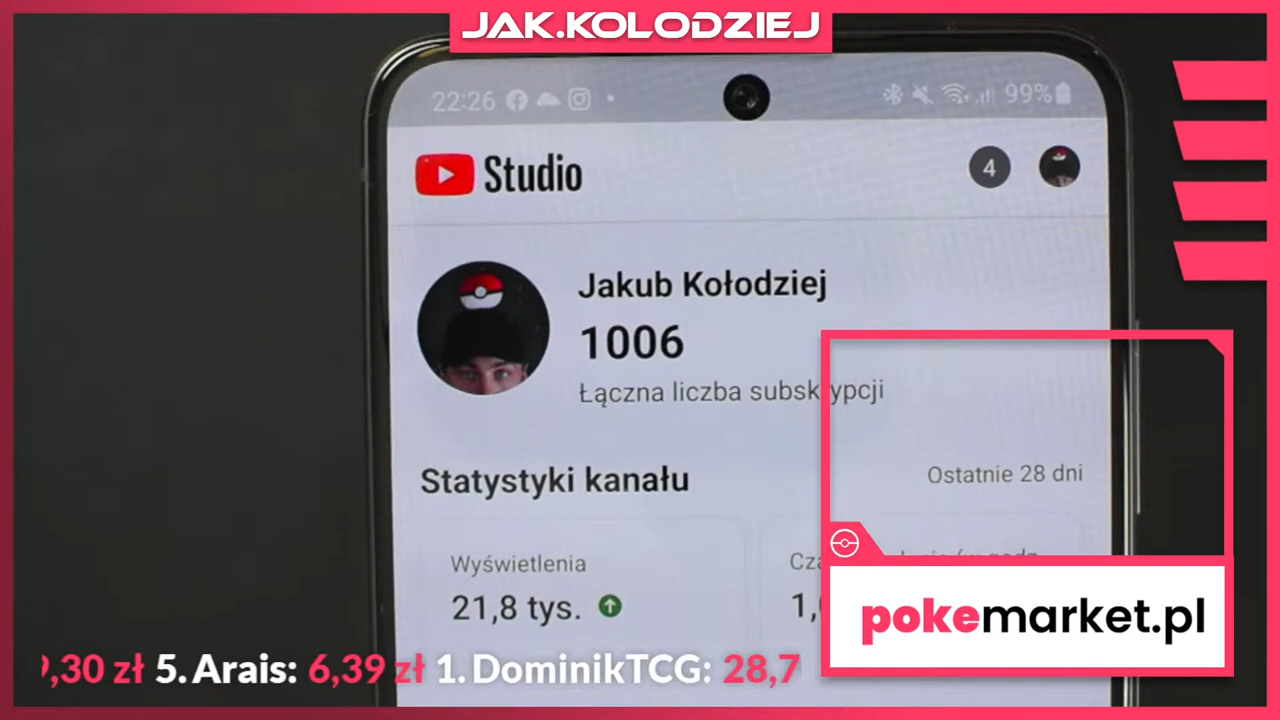 JAK.KOLODZIEJ
22:26
99%
Studio
4
Jakub Kołodziej
1006
Łączna liczba subskrypcji
Statystyki kanału
Ostatnie 28 dni
Wyświetlenia
21,8 tys.
pokemarket.pl
,30 zł 5. Arais: 6,39 zł 1. DominikTCG: 28,7